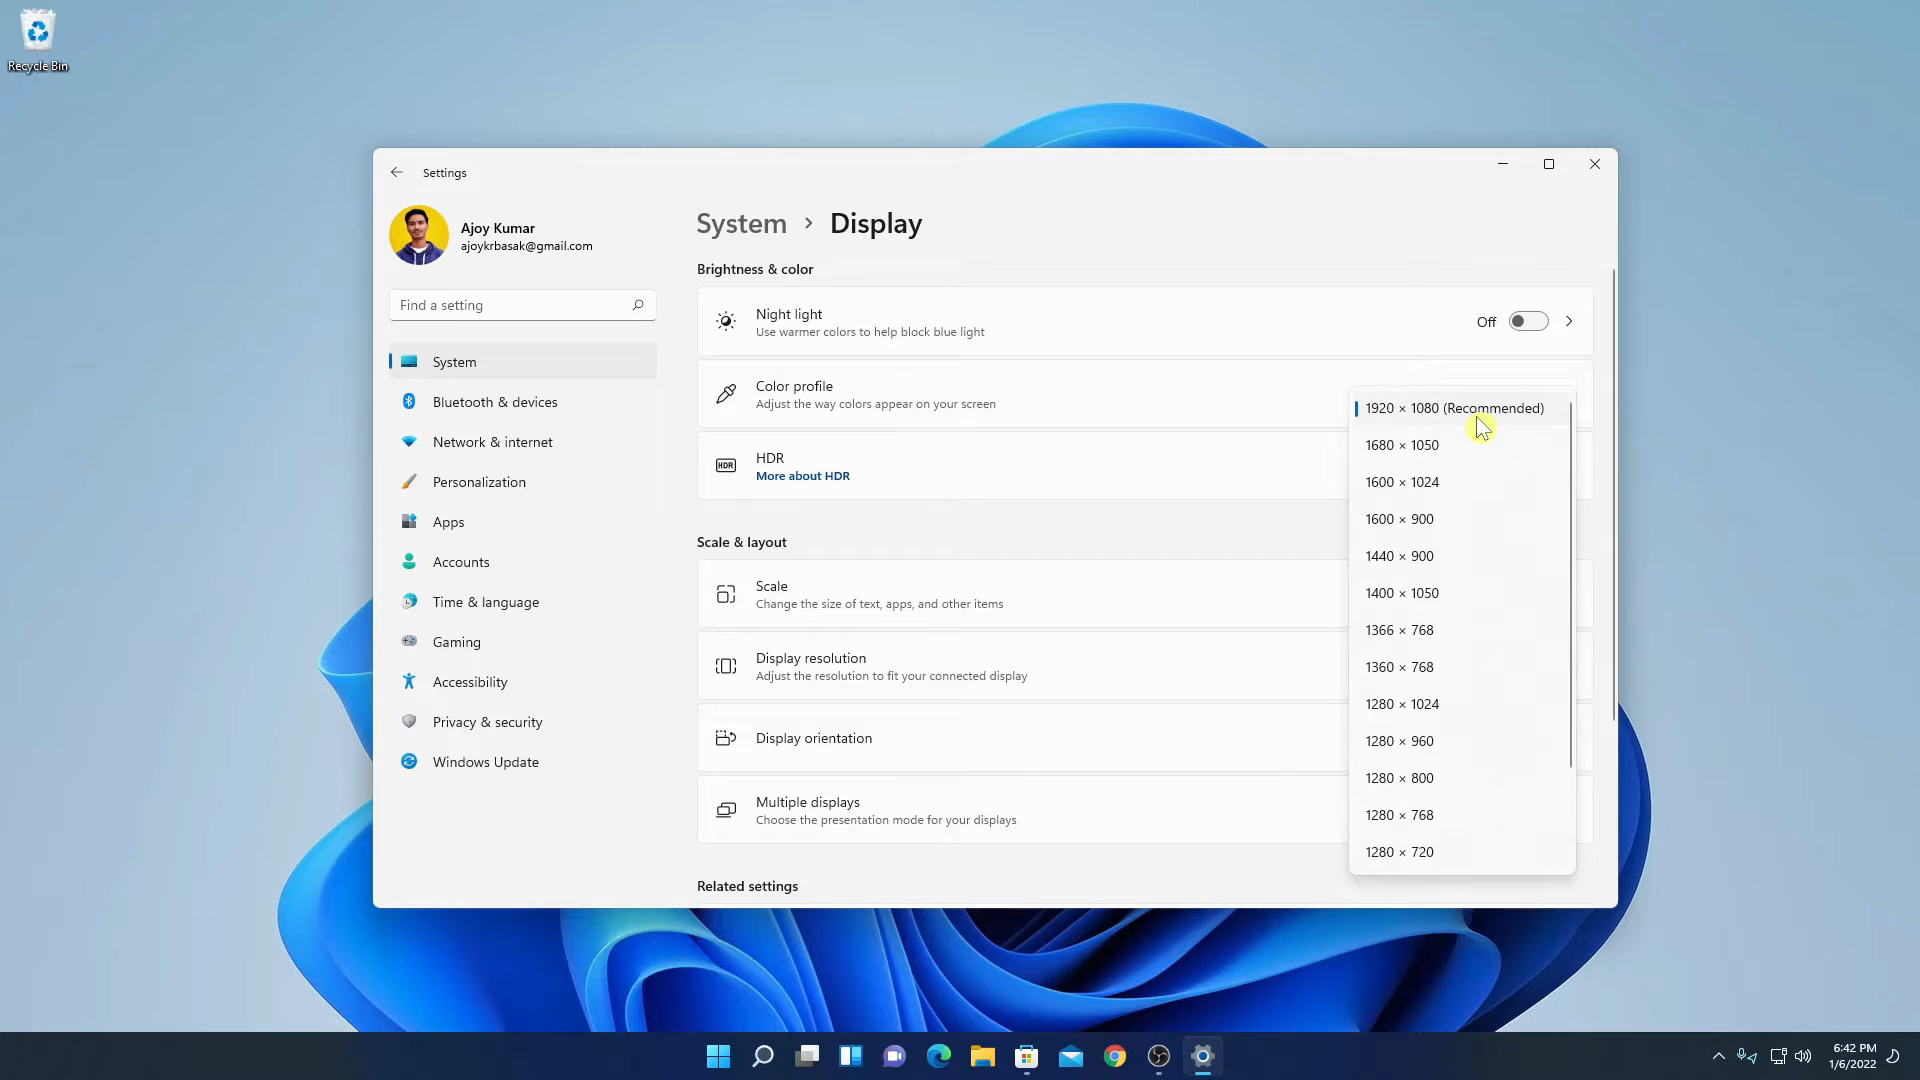 Recycle Bin
Settings
Ajoy Kumar
ajoykrbasak@gmail.com
Find a setting
System
Bluetooth & devices
Network & internet
Personalization
Apps
Accounts
Time & language
Gaming
Accessibility
Privacy & security
Windows Update
System > Display
Brightness & color
Night light
Use warmer colors to help block blue light
Off
Color profile
Adjust the way colors appear on your screen
HDR
HDR
More about HDR
Scale & layout
Scale
Change the size of text, apps, and other items
Display resolution
Adjust the resolution to fit your connected display
Display orientation
Multiple displays
Choose the presentation mode for your displays
Related settings
1920 × 1080 (Recommended)
1680 × 1050
1600 × 1024
1600 × 900
1440 × 900
1400 × 1050
1366 × 768
1360 × 768
1280 × 1024
1280 × 960
1280 × 800
1280 × 768
1280 × 720
6:42 PM
1/6/2022